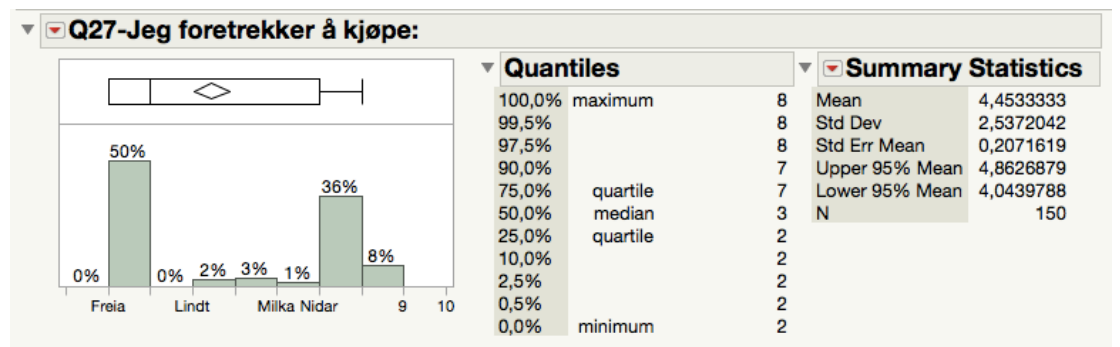 Q27-Jeg foretrekker å kjøpe:
50%
36%
0%
0%
2%
3%
1%
8%
Freia Lindt Milka Nidar 9 10
Quantiles
100,0% maximum 8
99,5% 8
97,5% 8
90,0% 7
75,0% quartile 7
50,0% median 3
25,0% quartile 2
10,0% 2
2,5% 2
0,5% 2
0,0% minimum 2
Summary Statistics
Mean 4,4533333
Std Dev 2,5372042
Std Err Mean 0,2071619
Upper 95% Mean 4,8626879
Lower 95% Mean 4,0439788
N 150